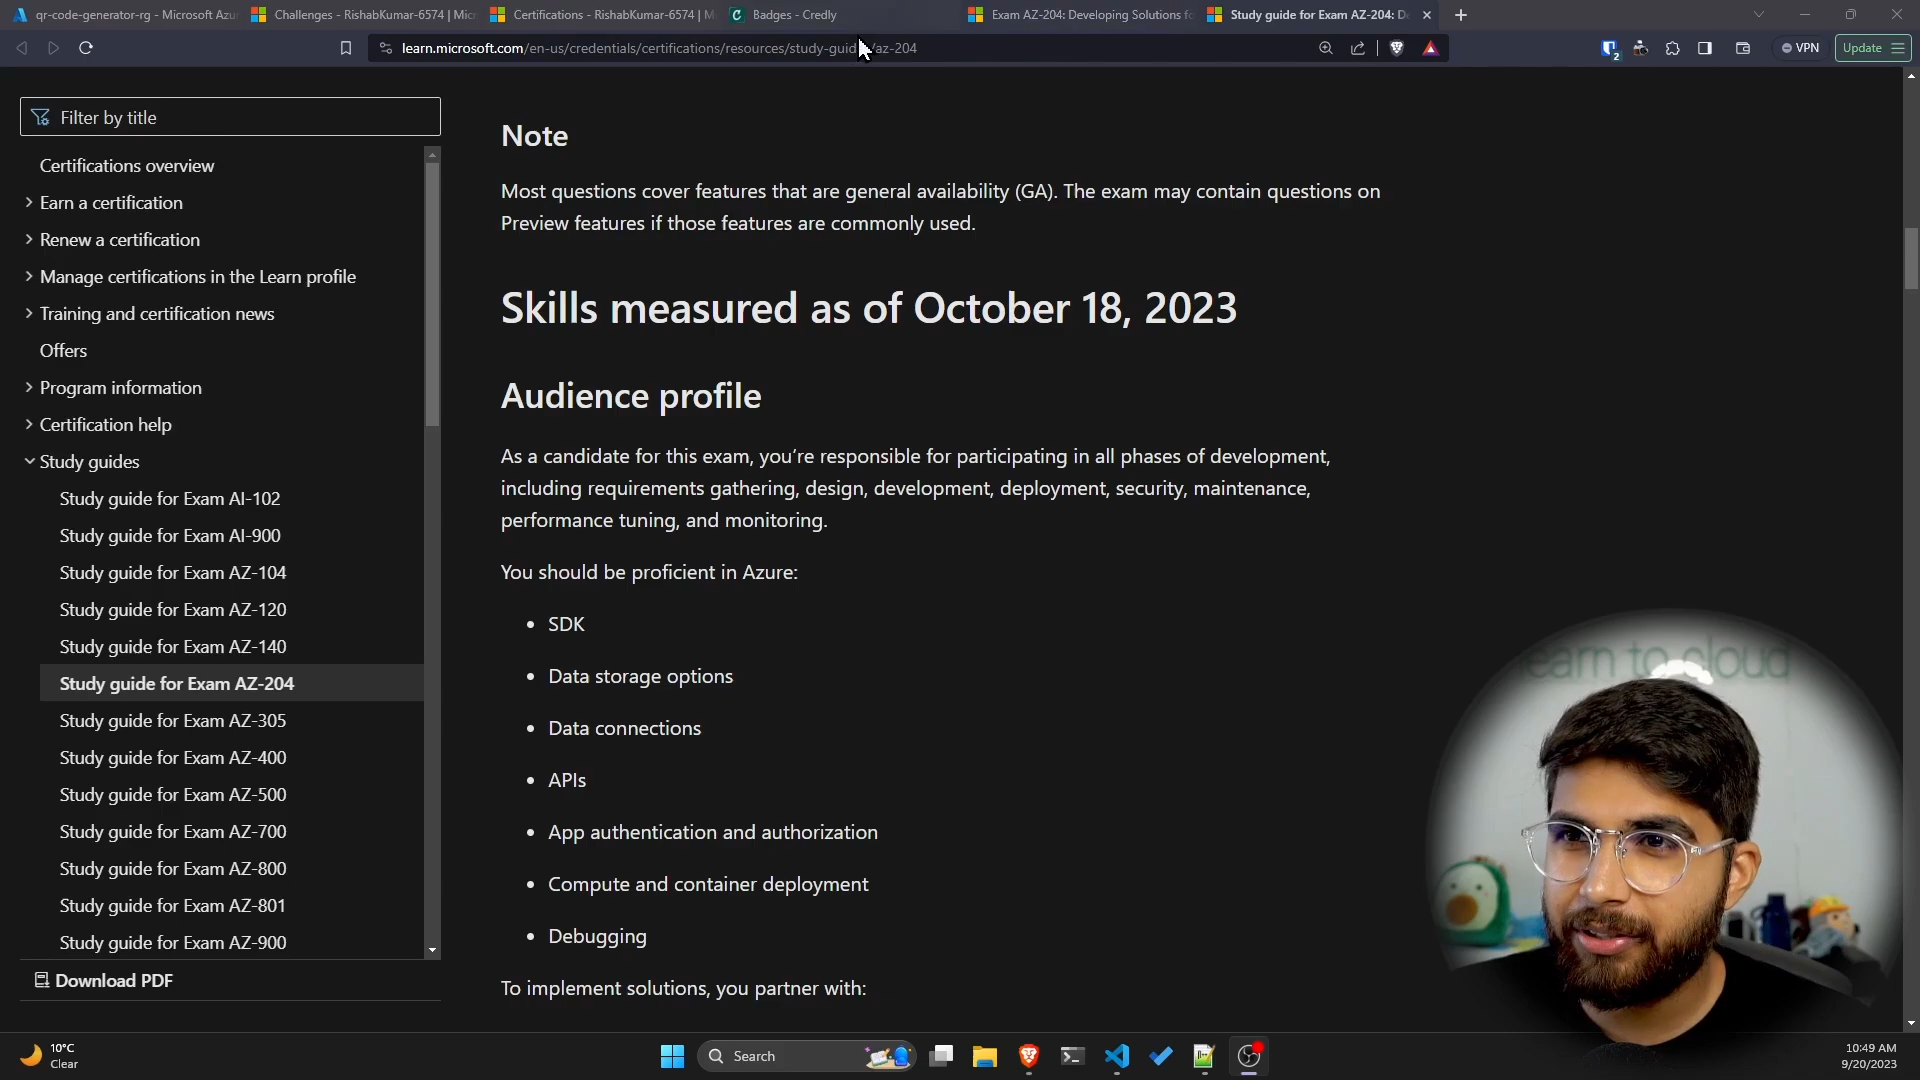 qr-code-generator-rg - Microsoft Azu
Challenges - RishabKumar-6574 | Mic
Certifications - RishabKumar-6574 | M
Badges - Credly
Exam AZ-204: Developing Solutions fo
Study guide for Exam AZ-204: D
learn.microsoft.com/en-us/credentials/certifications/resources/study-guid /az-204
2
VPN
Update
Filter by title
Certifications overview
Earn a certification
Renew a certification
Manage certifications in the Learn profile
Training and certification news
Offers
Program information
Certification help
Study guides
Study guide for Exam AI-102
Study guide for Exam AI-900
Study guide for Exam AZ-104
Study guide for Exam AZ-120
Study guide for Exam AZ-140
Study guide for Exam AZ-204
Study guide for Exam AZ-305
Study guide for Exam AZ-400
Study guide for Exam AZ-500
Study guide for Exam AZ-700
Study guide for Exam AZ-800
Study guide for Exam AZ-801
Study guide for Exam AZ-900
Download PDF
Note
Most questions cover features that are general availability (GA). The exam may contain questions on
Preview features if those features are commonly used.
Skills measured as of October 18, 2023
Audience profile
As a candidate for this exam, you’re responsible for participating in all phases of development,
including requirements gathering, design, development, deployment, security, maintenance,
performance tuning, and monitoring.
You should be proficient in Azure:
• SDK
• Data storage options
• Data connections
• APIs
• App authentication and authorization
• Compute and container deployment
• Debugging
To implement solutions, you partner with:
learn to cloud
10°C
Clear
Search
10:49 AM
9/20/2023